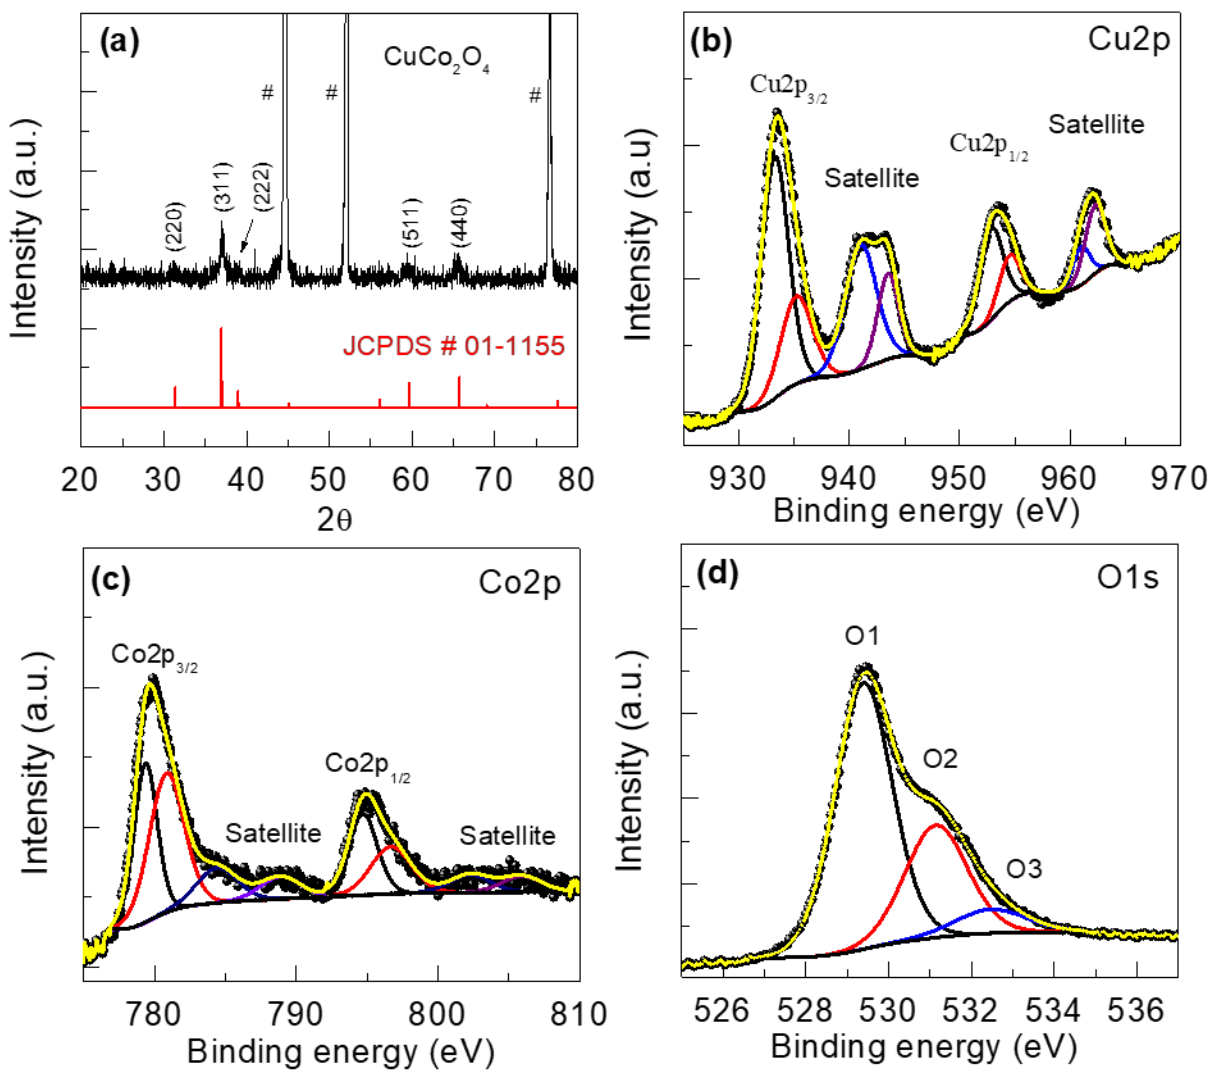 (a)
CuCo₂O₄
# # #
(220) (311) (222) (511) (440)
JCPDS # 01-1155
20 30 40 50 60 70 80
2θ
Intensity (a.u.)
(b)
Cu2p
Cu2p₃/₂
Satellite
Cu2p₁/₂
Satellite
930 940 950 960 970
Binding energy (eV)
Intensity (a.u)
(c)
Co2p
Co2p₃/₂
Satellite
Co2p₁/₂
Satellite
780 790 800 810
Binding energy (eV)
Intensity (a.u.)
(d)
O1s
O1
O2
O3
526 528 530 532 534 536
Binding energy (eV)
Intensity (a.u.)